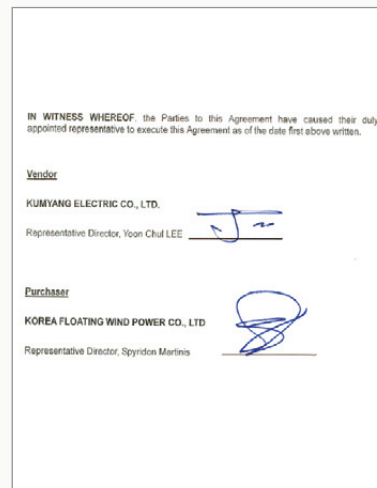 IN WITNESS WHEREOF, the Parties to this Agreement have caused their duly
appointed representative to execute this Agreement as of the date first above written.
Vendor
KUMYANG ELECTRIC CO., LTD.
Representative Director, Yoon Chul LEE
Purchaser
KOREA FLOATING WIND POWER CO., LTD
Representative Director, Spyridon Martinis